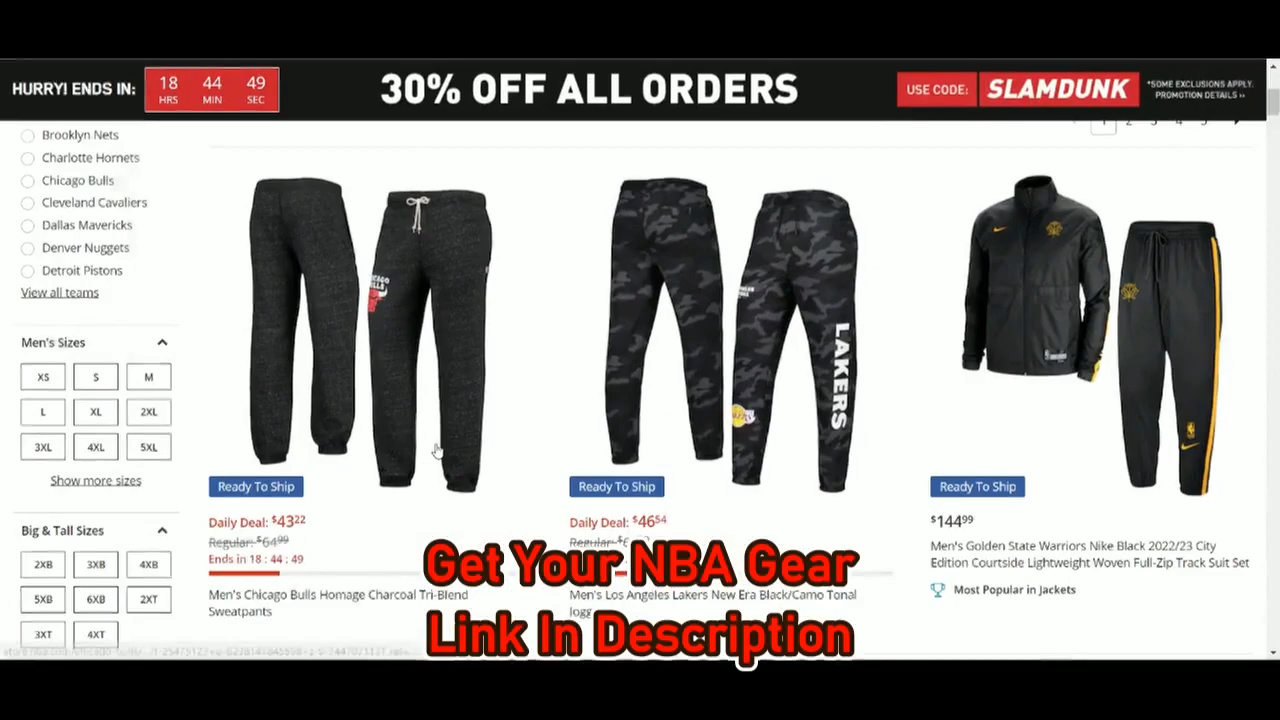 HURRY! ENDS IN:
18 44 49
HRS MIN SEC
30% OFF ALL ORDERS
USE CODE:
SLAMDUNK
*SOME EXCLUSIONS APPLY.
PROMOTION DETAILS ››
Brooklyn Nets
Charlotte Hornets
Chicago Bulls
Cleveland Cavaliers
Dallas Mavericks
Denver Nuggets
Detroit Pistons
View all teams
Men's Sizes
XS S M
L XL 2XL
3XL 4XL 5XL
Show more sizes
Big & Tall Sizes
2XB 3XB 4XB
5XB 6XB 2XT
3XT 4XT
LAKERS
Ready To Ship
Daily Deal: $43.22
Regular: $64.99
Ends in 18 : 44 : 49
Men's Chicago Bulls Homage Charcoal Tri-Blend
Sweatpants
Ready To Ship
Daily Deal: $46.54
Regular:
Men's Los Angeles Lakers New Era Black/Camo Tonal
Ready To Ship
$144.99
Men's Golden State Warriors Nike Black 2022/23 City
Edition Courtside Lightweight Woven Full-Zip Track Suit Set
Most Popular in Jackets
Get Your NBA Gear
Link In Description